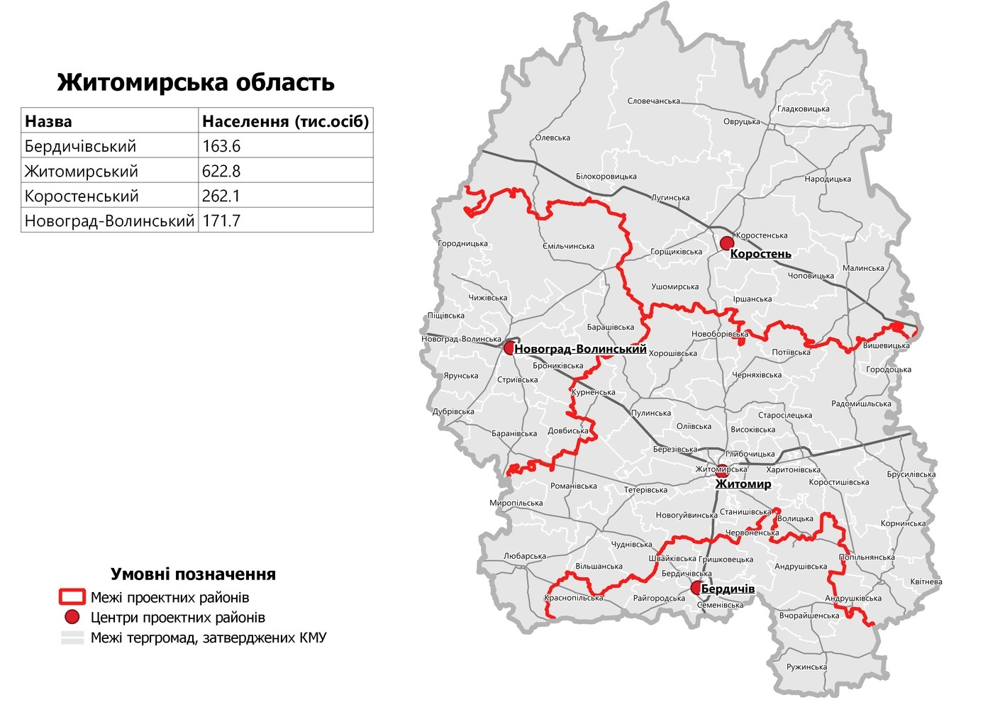 Житомирська область
Назва Населення (тис.осіб)
Бердичівський 163.6
Житомирський 622.8
Коростенський 262.1
Новоград-Волинський 171.7
Умовні позначення
Межі проектних районів
Центри проектних районів
Межі тергромад, затверджених КМУ
Словечанська
Гладковицька
Овруцька
Олевська
Білокоровицька
Народицька
Лугинська
Коростенська
Городницька
Ємільчинська
Горщиківська
Коростень
Малинська
Чоповицька
Ушомирська
Чижівська
Іршанська
Піщівська
Барашівська
Новоборівська
Новоград-Волинська
Вишевицька
Новоград-Волинський
Хорошівська
Потіївська
Брониківська
Городоцька
Ярунська
Стриївська
Черняхівська
Курненська
Радомишльська
Дубрівська
Пулинська
Старосілецька
Оліївська
Високівська
Баранівська
Довбиська
Березівська
Глибочицька
Житомирська
Харитонівська
Брусилівська
Житомир
Коростишівська
Романівська
Тетерівська
Миропільська
Станишівська
Новогуйвинська
Волицька
Корнинська
Червоненська
Чуднівська
Любарська
Швайківська
Гришковецька
Попільнянська
Вільшанська
Андрушівська
Бердичівська
Квітнева
Бердичів
Краснопільська
Райгородська
Андрушківська
Семенівська
Вчорайшенська
Ружинська